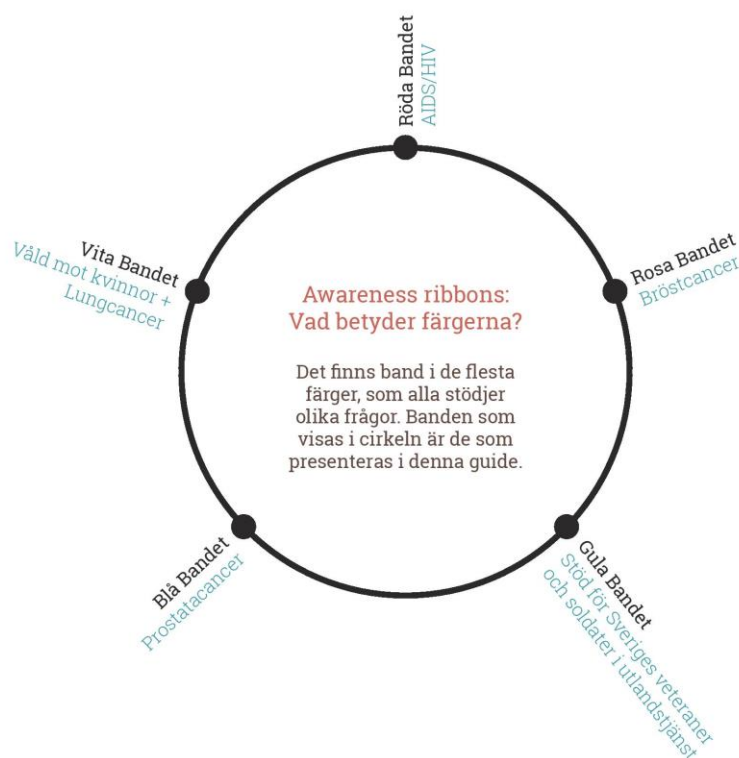 Röda Bandet
AIDS/HIV
Rosa Bandet
Bröstcancer
Gula Bandet
Stöd för Sveriges veteraner
och soldater i utlandstjänst
Blå Bandet
Prostatacancer
Vita Bandet
Våld mot kvinnor +
Lungcancer
Awareness ribbons:
Vad betyder färgerna?
Det finns band i de flesta
färger, som alla stödjer
olika frågor. Banden som
visas i cirkeln är de som
presenteras i denna guide.